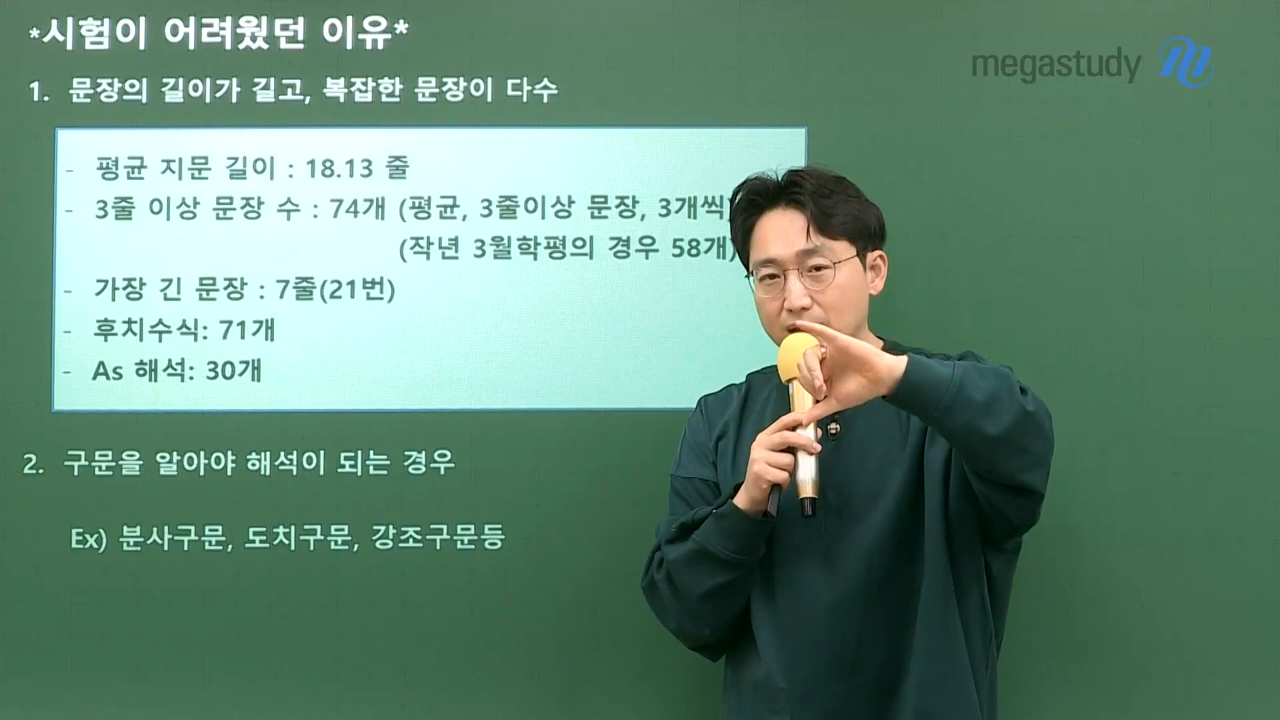 *시험이 어려웠던 이유*
megastudy
1. 문장의 길이가 길고, 복잡한 문장이 다수
- 평균 지문 길이 : 18.13 줄
- 3줄 이상 문장 수 : 74개 (평균, 3줄이상 문장, 3개씩)
(작년 3월학평의 경우 58개)
- 가장 긴 문장 : 7줄(21번)
- 후치수식: 71개
- As 해석: 30개
2. 구문을 알아야 해석이 되는 경우
Ex) 분사구문, 도치구문, 강조구문등